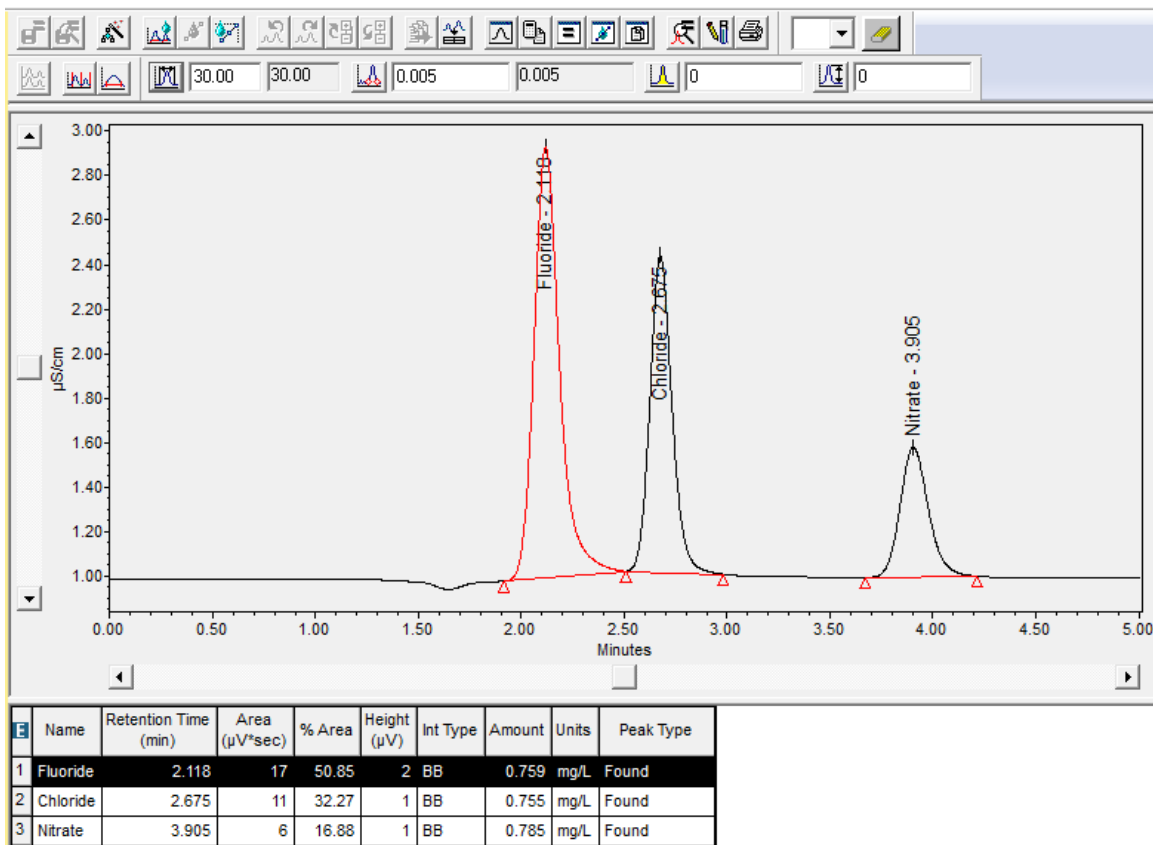 30.00 30.00 0.005 0.005 0 0
3.00
2.80
2.60
2.40
2.20
2.00
1.80
1.60
1.40
1.20
1.00
µS/cm
Fluoride - 2.118
Chloride - 2.675
Nitrate - 3.905
0.00 0.50 1.00 1.50 2.00 2.50 3.00 3.50 4.00 4.50 5.00
Minutes
E Name Retention Time (min) Area (µV*sec) % Area Height (µV) Int Type Amount Units Peak Type
1 Fluoride 2.118 17 50.85 2 BB 0.759 mg/L Found
2 Chloride 2.675 11 32.27 1 BB 0.755 mg/L Found
3 Nitrate 3.905 6 16.88 1 BB 0.785 mg/L Found